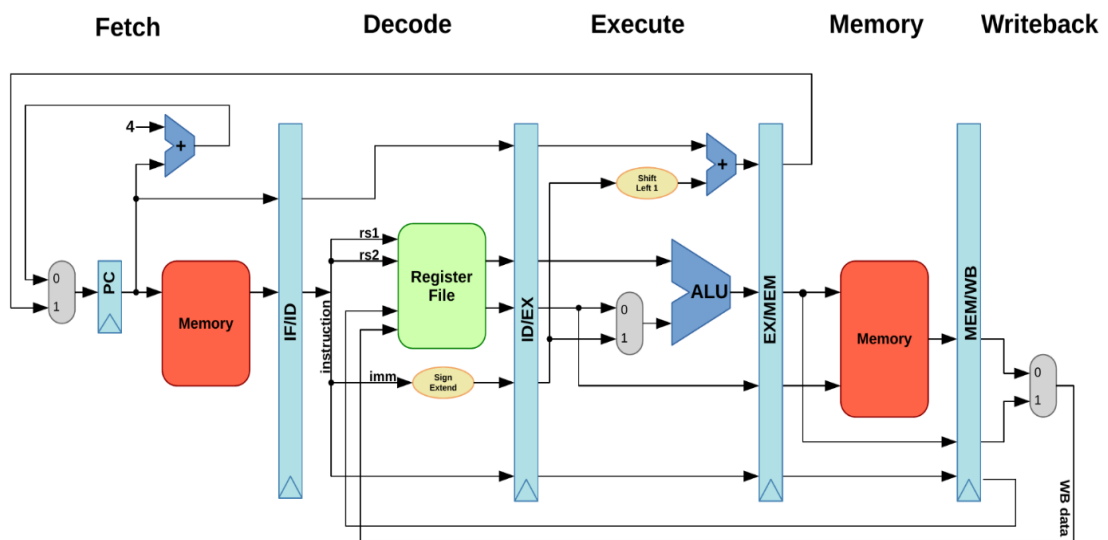 Fetch
Decode
Execute
Memory
Writeback
4
+
+
Shift
Left 1
rs1
rs2
0
1
PC
Memory
IF/ID
instruction
Register
File
imm
Sign
Extend
ID/EX
0
1
ALU
EX/MEM
Memory
MEM/WB
0
1
WB data